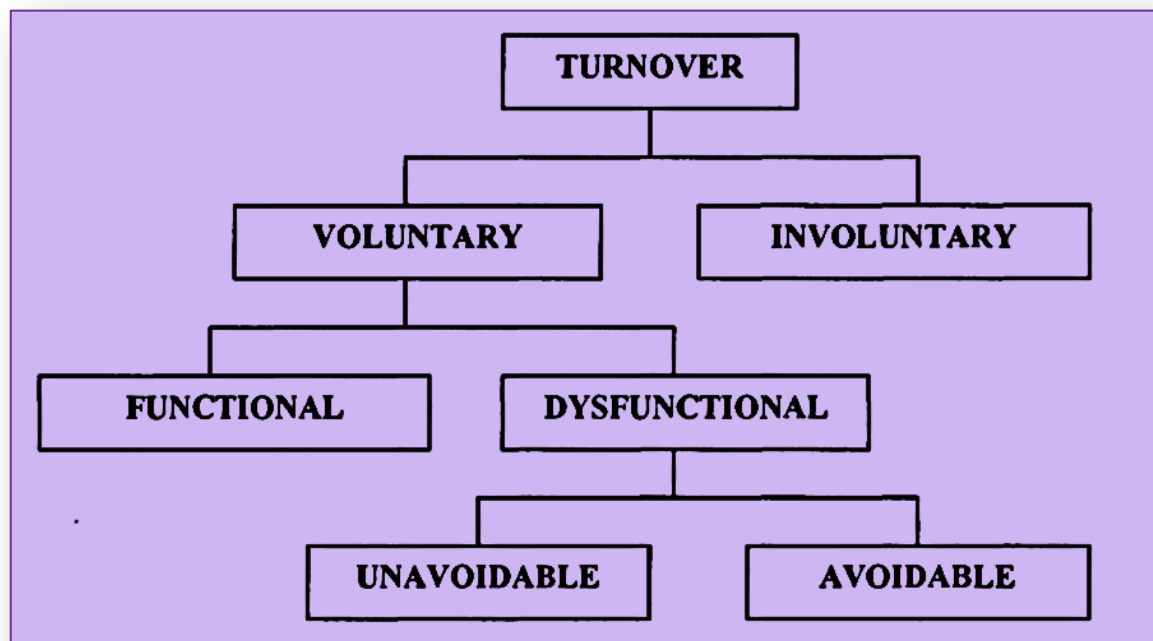 TURNOVER
VOLUNTARY
INVOLUNTARY
FUNCTIONAL
DYSFUNCTIONAL
UNAVOIDABLE
AVOIDABLE